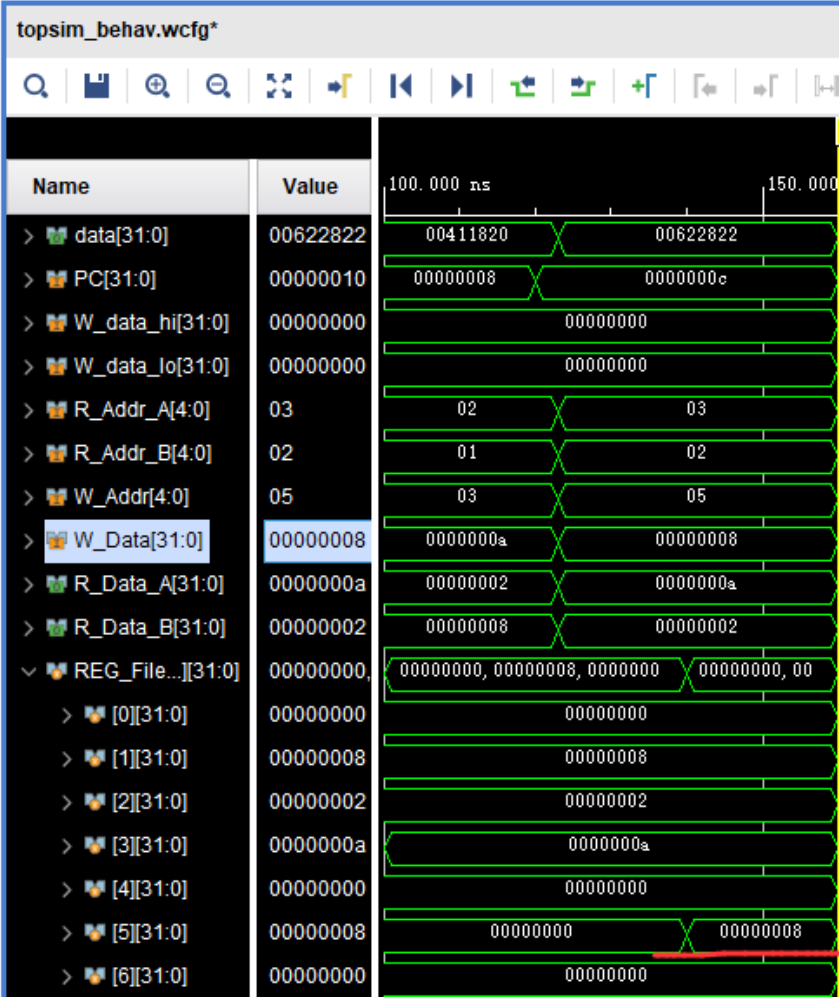 topsim_behav.wcfg*
Name Value 100.000 ns 150.000
data[31:0] 00622822 00411820 00622822
PC[31:0] 00000010 00000008 0000000c
W_data_hi[31:0] 00000000 00000000
W_data_lo[31:0] 00000000 00000000
R_Addr_A[4:0] 03 02 03
R_Addr_B[4:0] 02 01 02
W_Addr[4:0] 05 03 05
W_Data[31:0] 00000008 0000000a 00000008
R_Data_A[31:0] 0000000a 00000002 0000000a
R_Data_B[31:0] 00000002 00000008 00000002
REG_File...][31:0] 00000000, 00000000, 00000008, 0000000 00000000, 00
[0][31:0] 00000000 00000000
[1][31:0] 00000008 00000008
[2][31:0] 00000002 00000002
[3][31:0] 0000000a 0000000a
[4][31:0] 00000000 00000000
[5][31:0] 00000008 00000000 00000008
[6][31:0] 00000000 00000000